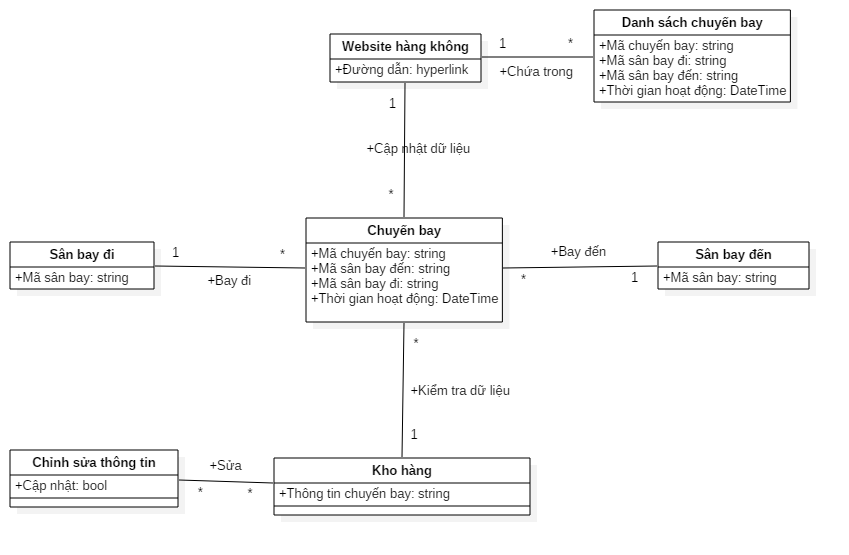 Website hàng không
+Đường dẫn: hyperlink
1
*
+Chứa trong
Danh sách chuyến bay
+Mã chuyến bay: string
+Mã sân bay đi: string
+Mã sân bay đến: string
+Thời gian hoạt động: DateTime
1
+Cập nhật dữ liệu
*
Sân bay đi
+Mã sân bay: string
1
*
+Bay đi
Chuyến bay
+Mã chuyến bay: string
+Mã sân bay đến: string
+Mã sân bay đi: string
+Thời gian hoạt động: DateTime
+Bay đến
*
1
Sân bay đến
+Mã sân bay: string
*
+Kiểm tra dữ liệu
1
Chỉnh sửa thông tin
+Cập nhật: bool
+Sửa
*
*
Kho hàng
+Thông tin chuyến bay: string